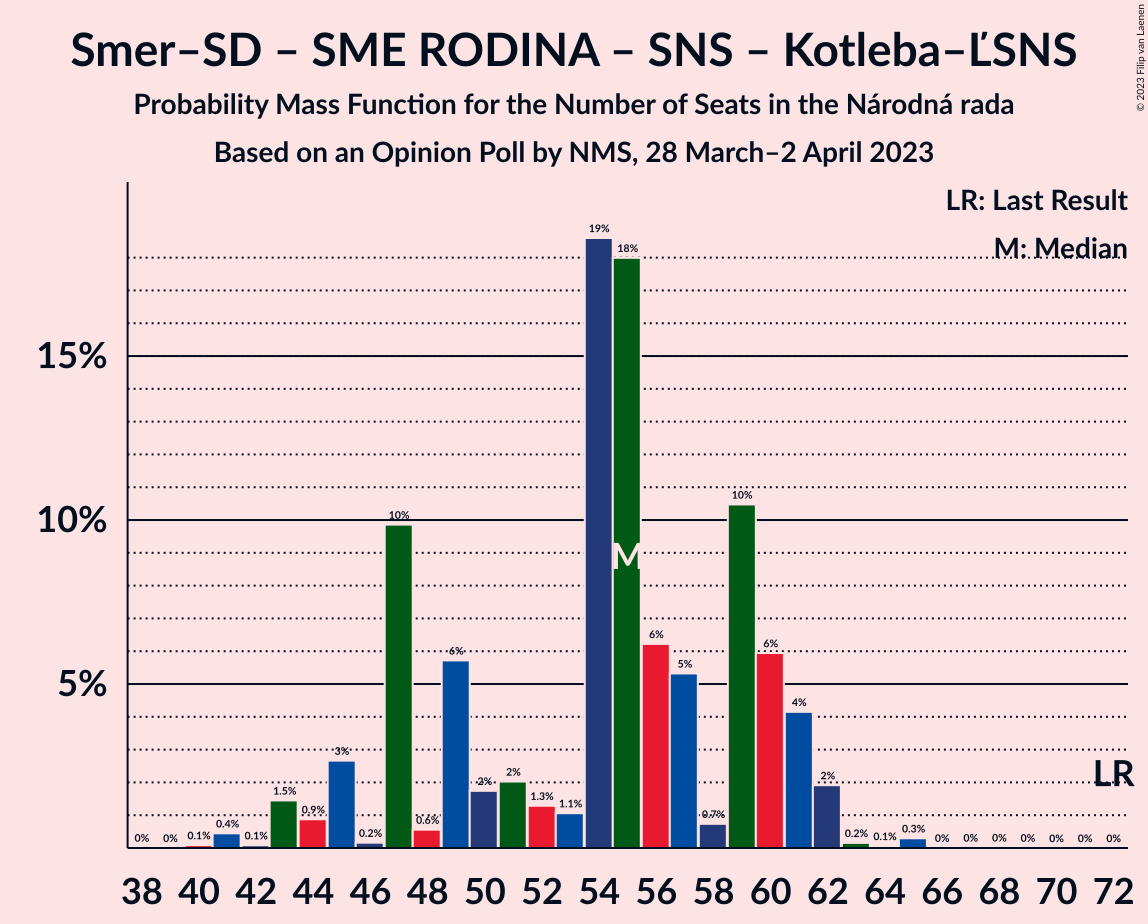 Smer–SD – SME RODINA – SNS – Kotleba–ĽSNS
Probability Mass Function for the Number of Seats in the Národná rada
Based on an Opinion Poll by NMS, 28 March–2 April 2023
© 2023 Filip van Laenen
LR: Last Result
M: Median
15%
10%
5%
0% 0% 0.1% 0.4% 0.1% 1.5% 0.9% 3% 0.2% 10% 0.6% 6% 2% 2% 1.3% 1.1% 19% 18% 6% 5% 0.7% 10% 6% 4% 2% 0.2% 0.1% 0.3% 0% 0% 0% 0% 0% 0% 0%
M
LR
38 40 42 44 46 48 50 52 54 56 58 60 62 64 66 68 70 72